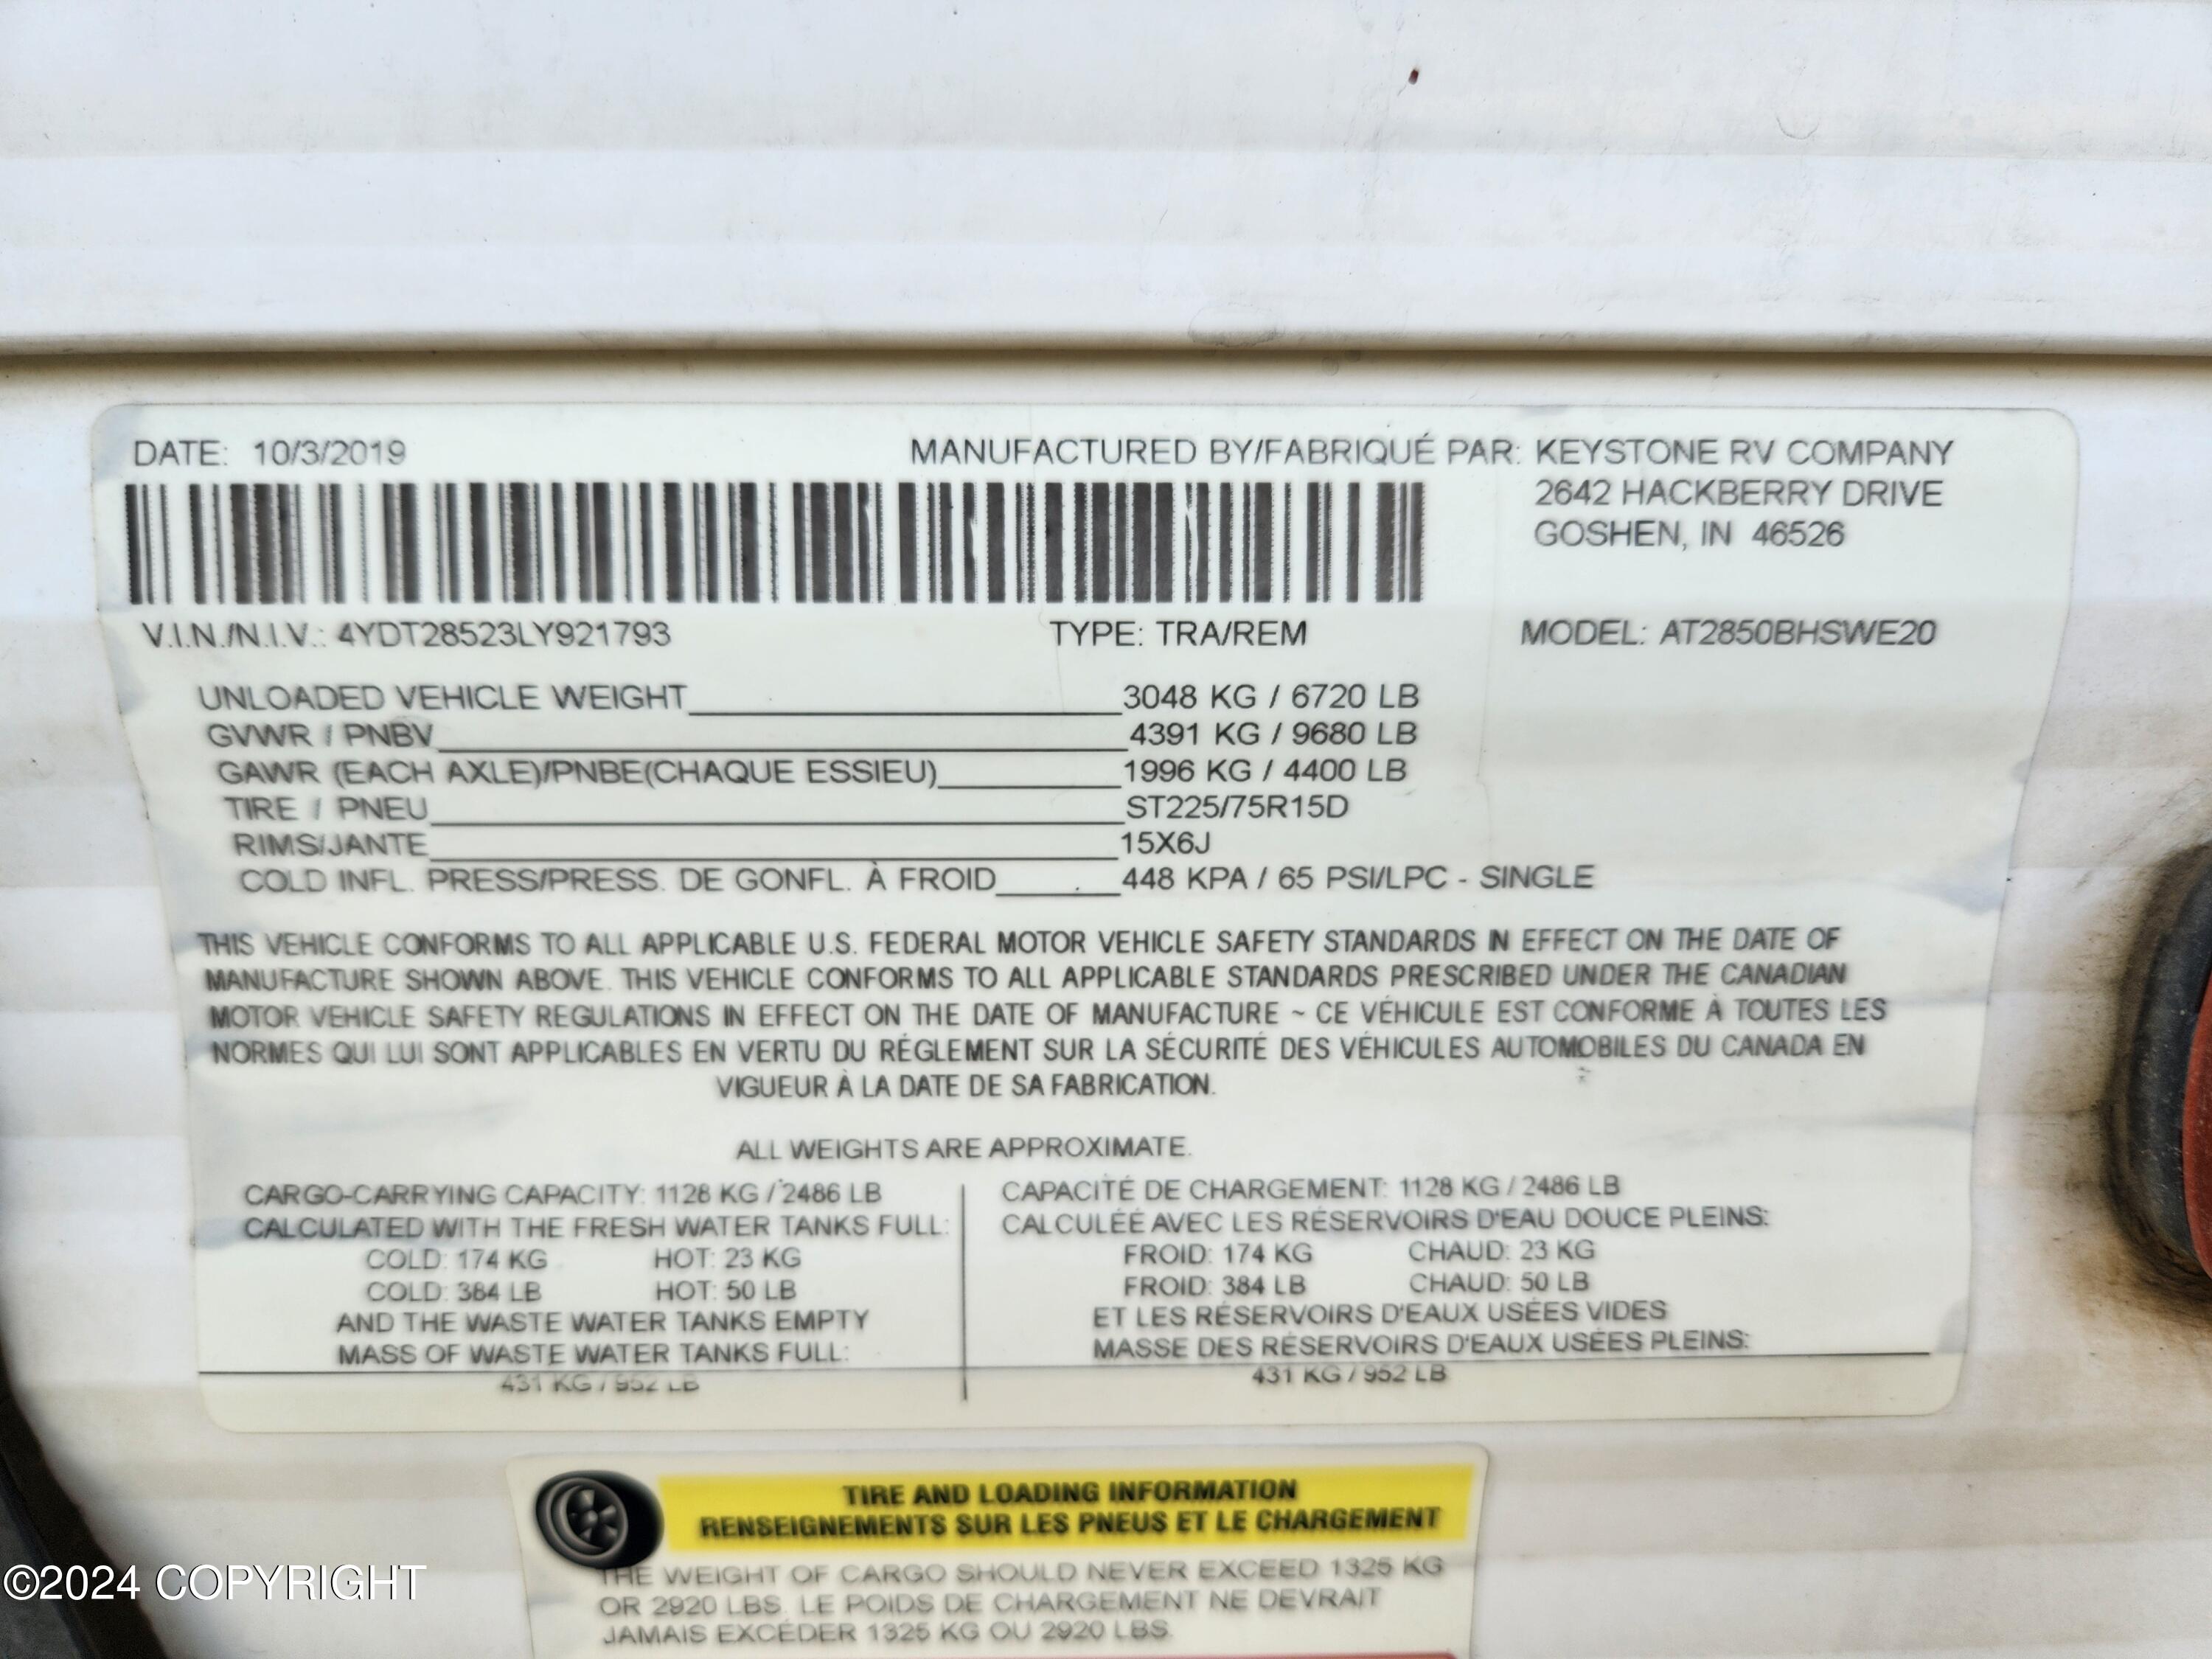 DATE: 10/3/2019
MANUFACTURED BY/FABRIQUÉ PAR: KEYSTONE RV COMPANY
2642 HACKBERRY DRIVE
GOSHEN, IN 46526
V.I.N./N.I.V.: 4YDT28523LY921793 TYPE: TRA/REM MODEL: AT2850BHSWE20
UNLOADED VEHICLE WEIGHT 3048 KG / 6720 LB
GVWR / PNBV 4391 KG / 9680 LB
GAWR (EACH AXLE)/PNBE(CHAQUE ESSIEU) 1996 KG / 4400 LB
TIRE / PNEU ST225/75R15D
RIMS/JANTE 15X6J
COLD INFL. PRESS/PRESS. DE GONFL. À FROID 448 KPA / 65 PSI/LPC - SINGLE
THIS VEHICLE CONFORMS TO ALL APPLICABLE U.S. FEDERAL MOTOR VEHICLE SAFETY STANDARDS IN EFFECT ON THE DATE OF
MANUFACTURE SHOWN ABOVE. THIS VEHICLE CONFORMS TO ALL APPLICABLE STANDARDS PRESCRIBED UNDER THE CANADIAN
MOTOR VEHICLE SAFETY REGULATIONS IN EFFECT ON THE DATE OF MANUFACTURE ~ CE VÉHICULE EST CONFORME À TOUTES LES
NORMES QUI LUI SONT APPLICABLES EN VERTU DU RÉGLEMENT SUR LA SÉCURITÉ DES VÉHICULES AUTOMOBILES DU CANADA EN
VIGUEUR À LA DATE DE SA FABRICATION.
ALL WEIGHTS ARE APPROXIMATE.
CARGO-CARRYING CAPACITY: 1128 KG / 2486 LB
CALCULATED WITH THE FRESH WATER TANKS FULL:
COLD: 174 KG HOT: 23 KG
COLD: 384 LB HOT: 50 LB
AND THE WASTE WATER TANKS EMPTY
MASS OF WASTE WATER TANKS FULL:
431 KG / 952 LB
CAPACITÉ DE CHARGEMENT: 1128 KG / 2486 LB
CALCULÉÉ AVEC LES RÉSERVOIRS D'EAU DOUCE PLEINS:
FROID: 174 KG CHAUD: 23 KG
FROID: 384 LB CHAUD: 50 LB
ET LES RÉSERVOIRS D'EAUX USÉES VIDES
MASSE DES RÉSERVOIRS D'EAUX USÉES PLEINS:
431 KG / 952 LB
TIRE AND LOADING INFORMATION
RENSEIGNEMENTS SUR LES PNEUS ET LE CHARGEMENT
THE WEIGHT OF CARGO SHOULD NEVER EXCEED 1325 KG
OR 2920 LBS. LE POIDS DE CHARGEMENT NE DEVRAIT
JAMAIS EXCÉDER 1325 KG OU 2920 LBS.
©2024 COPYRIGHT